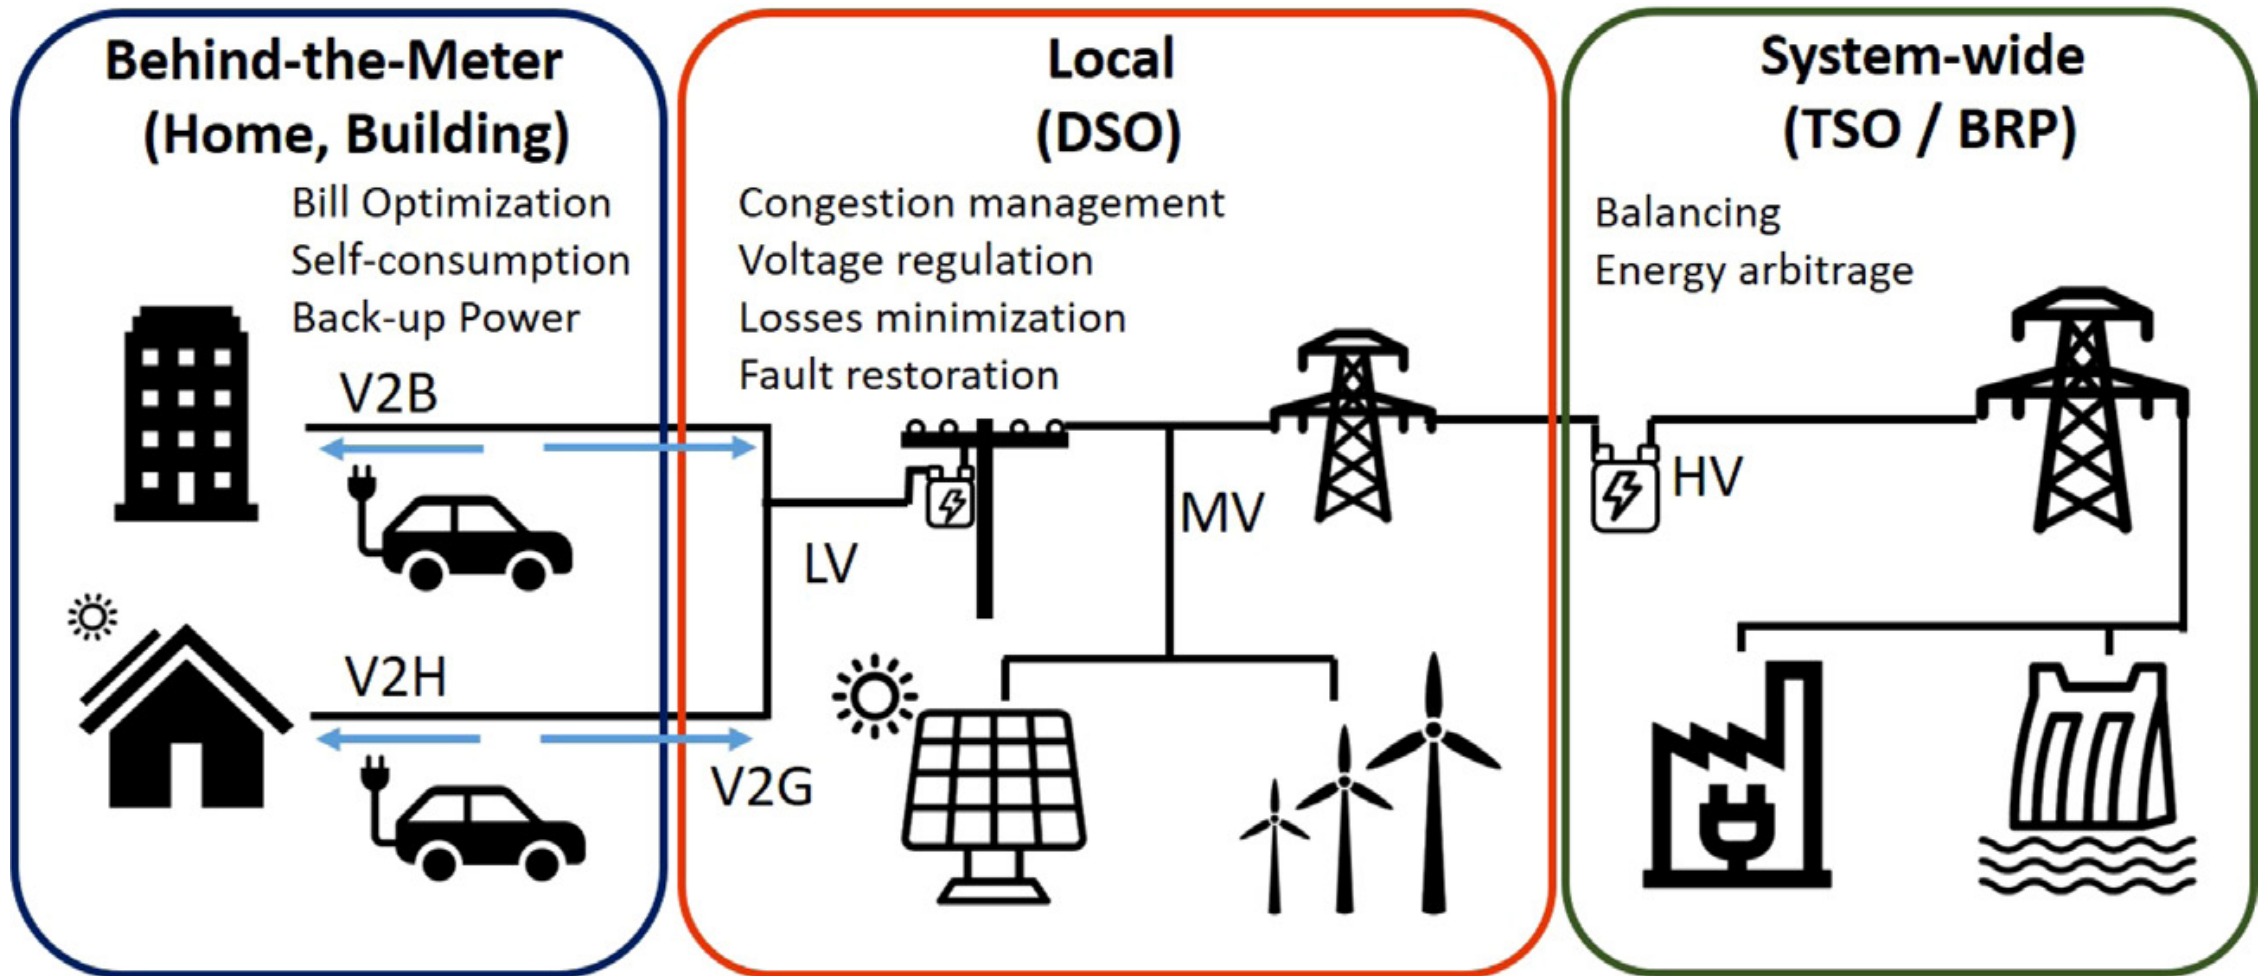 Behind-the-Meter
(Home, Building)
Bill Optimization
Self-consumption
Back-up Power
V2B
V2H
Local
(DSO)
Congestion management
Voltage regulation
Losses minimization
Fault restoration
LV
MV
V2G
System-wide
(TSO / BRP)
Balancing
Energy arbitrage
HV